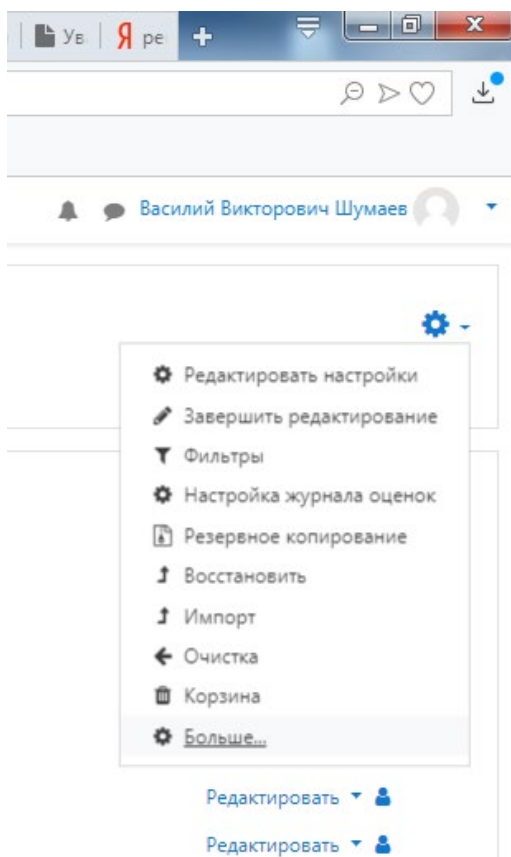 Ув Я ре
Василий Викторович Шумаев
Редактировать настройки
Завершить редактирование
Фильтры
Настройка журнала оценок
Резервное копирование
Восстановить
Импорт
Очистка
Корзина
Больше...
Редактировать
Редактировать